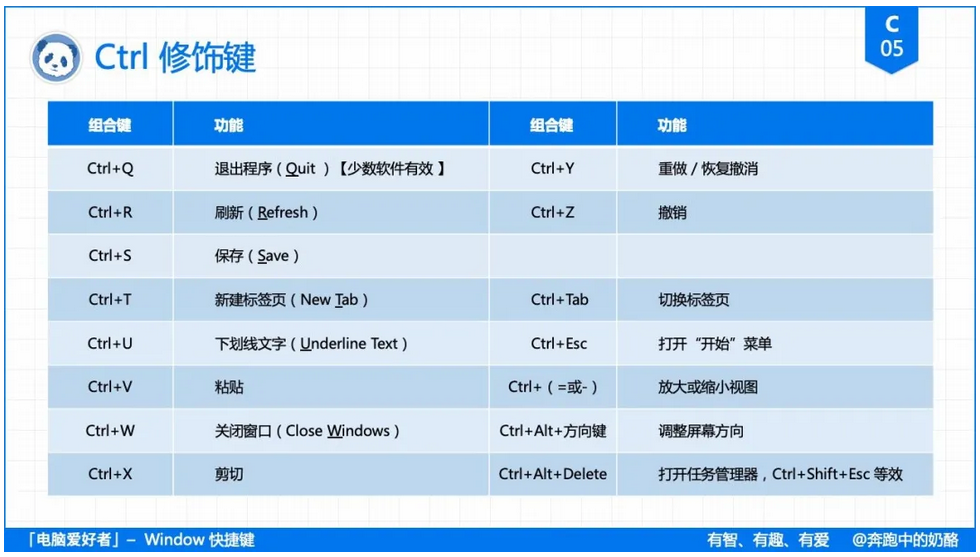 Ctrl 修饰键
C
05
组合键 功能 组合键 功能
Ctrl+Q 退出程序（Quit ）【少数软件有效 】 Ctrl+Y 重做 / 恢复撤消
Ctrl+R 刷新（Refresh） Ctrl+Z 撤销
Ctrl+S 保存（Save）
Ctrl+T 新建标签页（New Tab） Ctrl+Tab 切换标签页
Ctrl+U 下划线文字（Underline Text） Ctrl+Esc 打开“开始”菜单
Ctrl+V 粘贴 Ctrl+（=或-） 放大或缩小视图
Ctrl+W 关闭窗口（Close Windows） Ctrl+Alt+方向键 调整屏幕方向
Ctrl+X 剪切 Ctrl+Alt+Delete 打开任务管理器，Ctrl+Shift+Esc 等效
「电脑爱好者」– Window 快捷键 有智、有趣、有爱 @奔跑中的奶酪